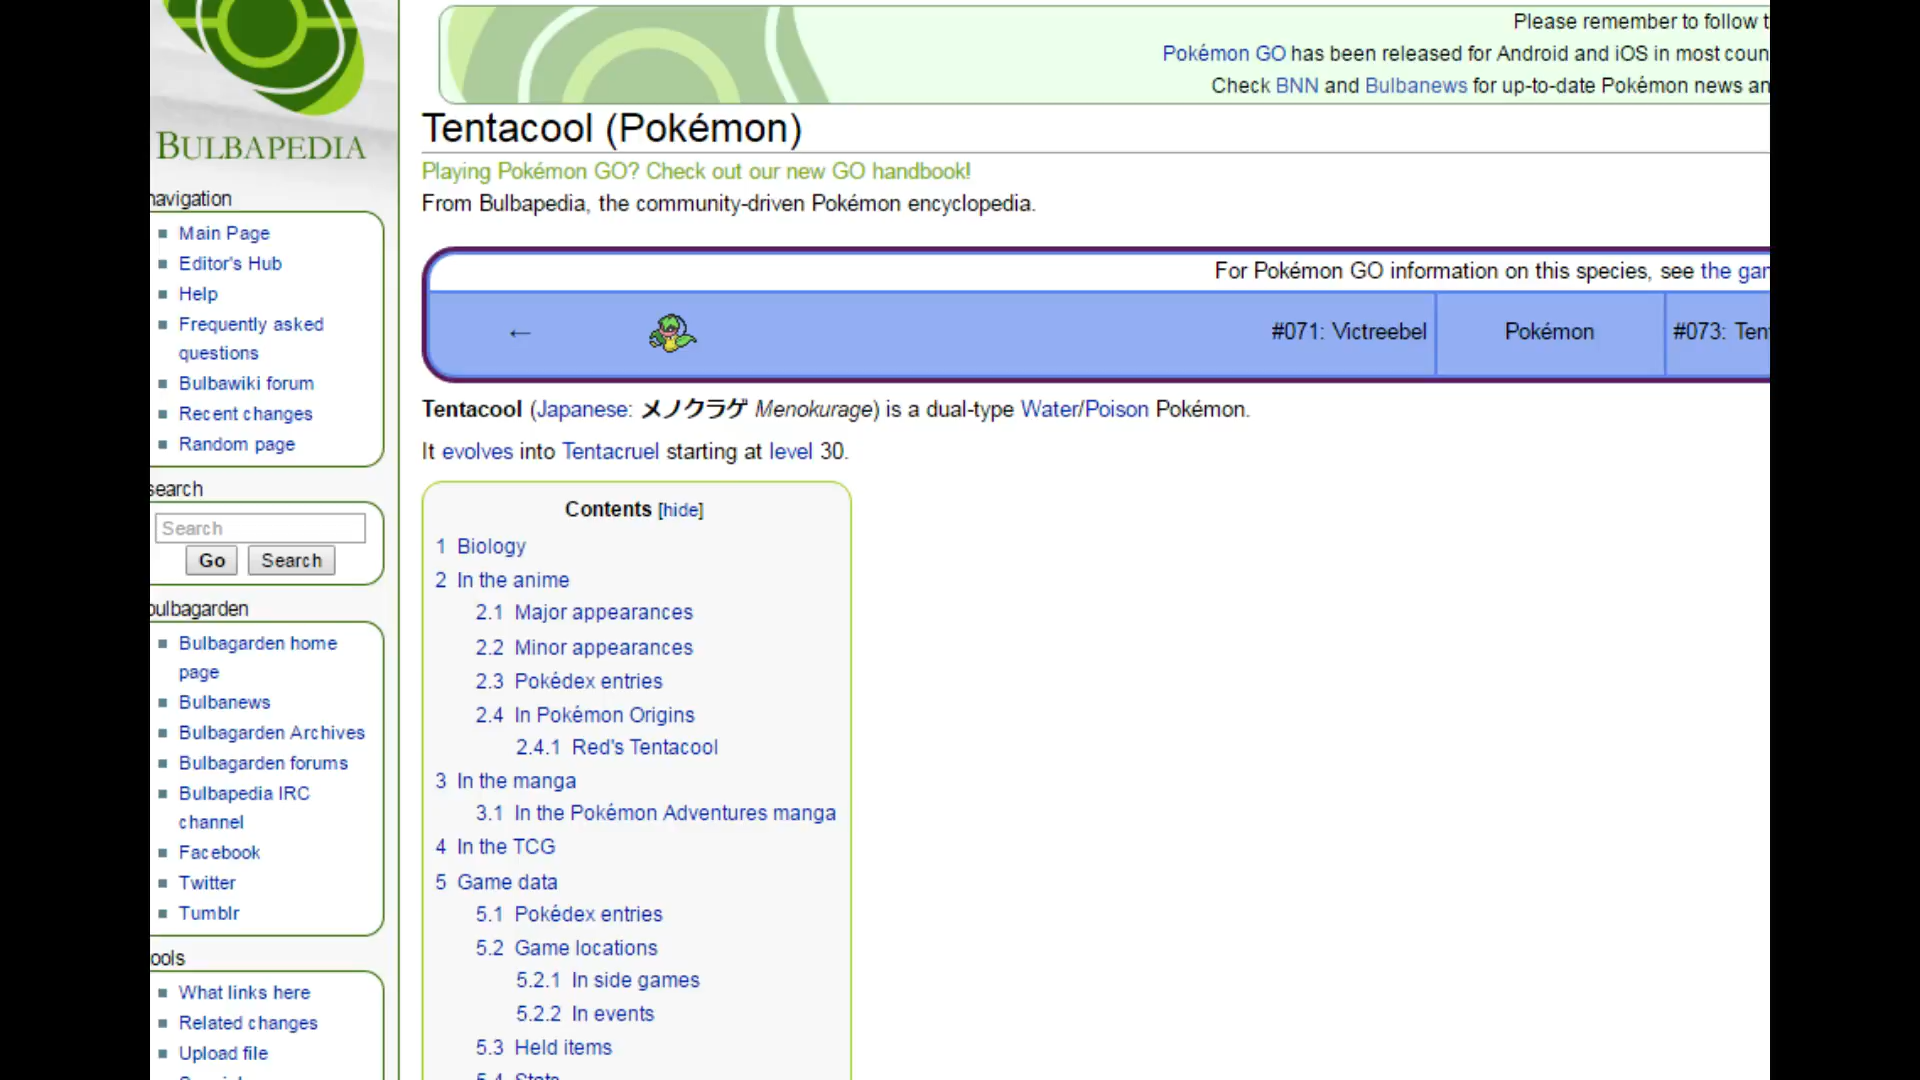 BULBAPEDIA
navigation
Main Page
Editor's Hub
Help
Frequently asked
questions
Bulbawiki forum
Recent changes
Random page
search
Search
Go Search
bulbagarden
Bulbagarden home
page
Bulbanews
Bulbagarden Archives
Bulbagarden forums
Bulbapedia IRC
channel
Facebook
Twitter
Tumblr
ools
What links here
Related changes
Upload file
Please remember to follow t
Pokémon GO has been released for Android and iOS in most coun
Check BNN and Bulbanews for up-to-date Pokémon news an
Tentacool (Pokémon)
Playing Pokémon GO? Check out our new GO handbook!
From Bulbapedia, the community-driven Pokémon encyclopedia.
For Pokémon GO information on this species, see the gam
← #071: Victreebel Pokémon #073: Ten
Tentacool (Japanese: メノクラゲ Menokurage) is a dual-type Water/Poison Pokémon.
It evolves into Tentacruel starting at level 30.
Contents [hide]
1 Biology
2 In the anime
2.1 Major appearances
2.2 Minor appearances
2.3 Pokédex entries
2.4 In Pokémon Origins
2.4.1 Red's Tentacool
3 In the manga
3.1 In the Pokémon Adventures manga
4 In the TCG
5 Game data
5.1 Pokédex entries
5.2 Game locations
5.2.1 In side games
5.2.2 In events
5.3 Held items
5.4 Stats